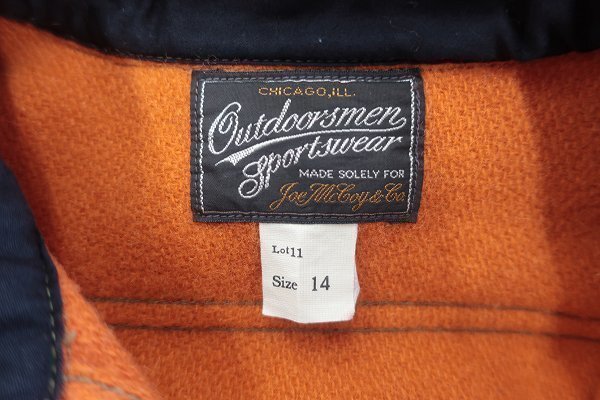 CHICAGO,ILL.
Outdoorsmen
Sportswear
MADE SOLELY FOR
Joe McCoy & Co.
Lot 11
Size 14